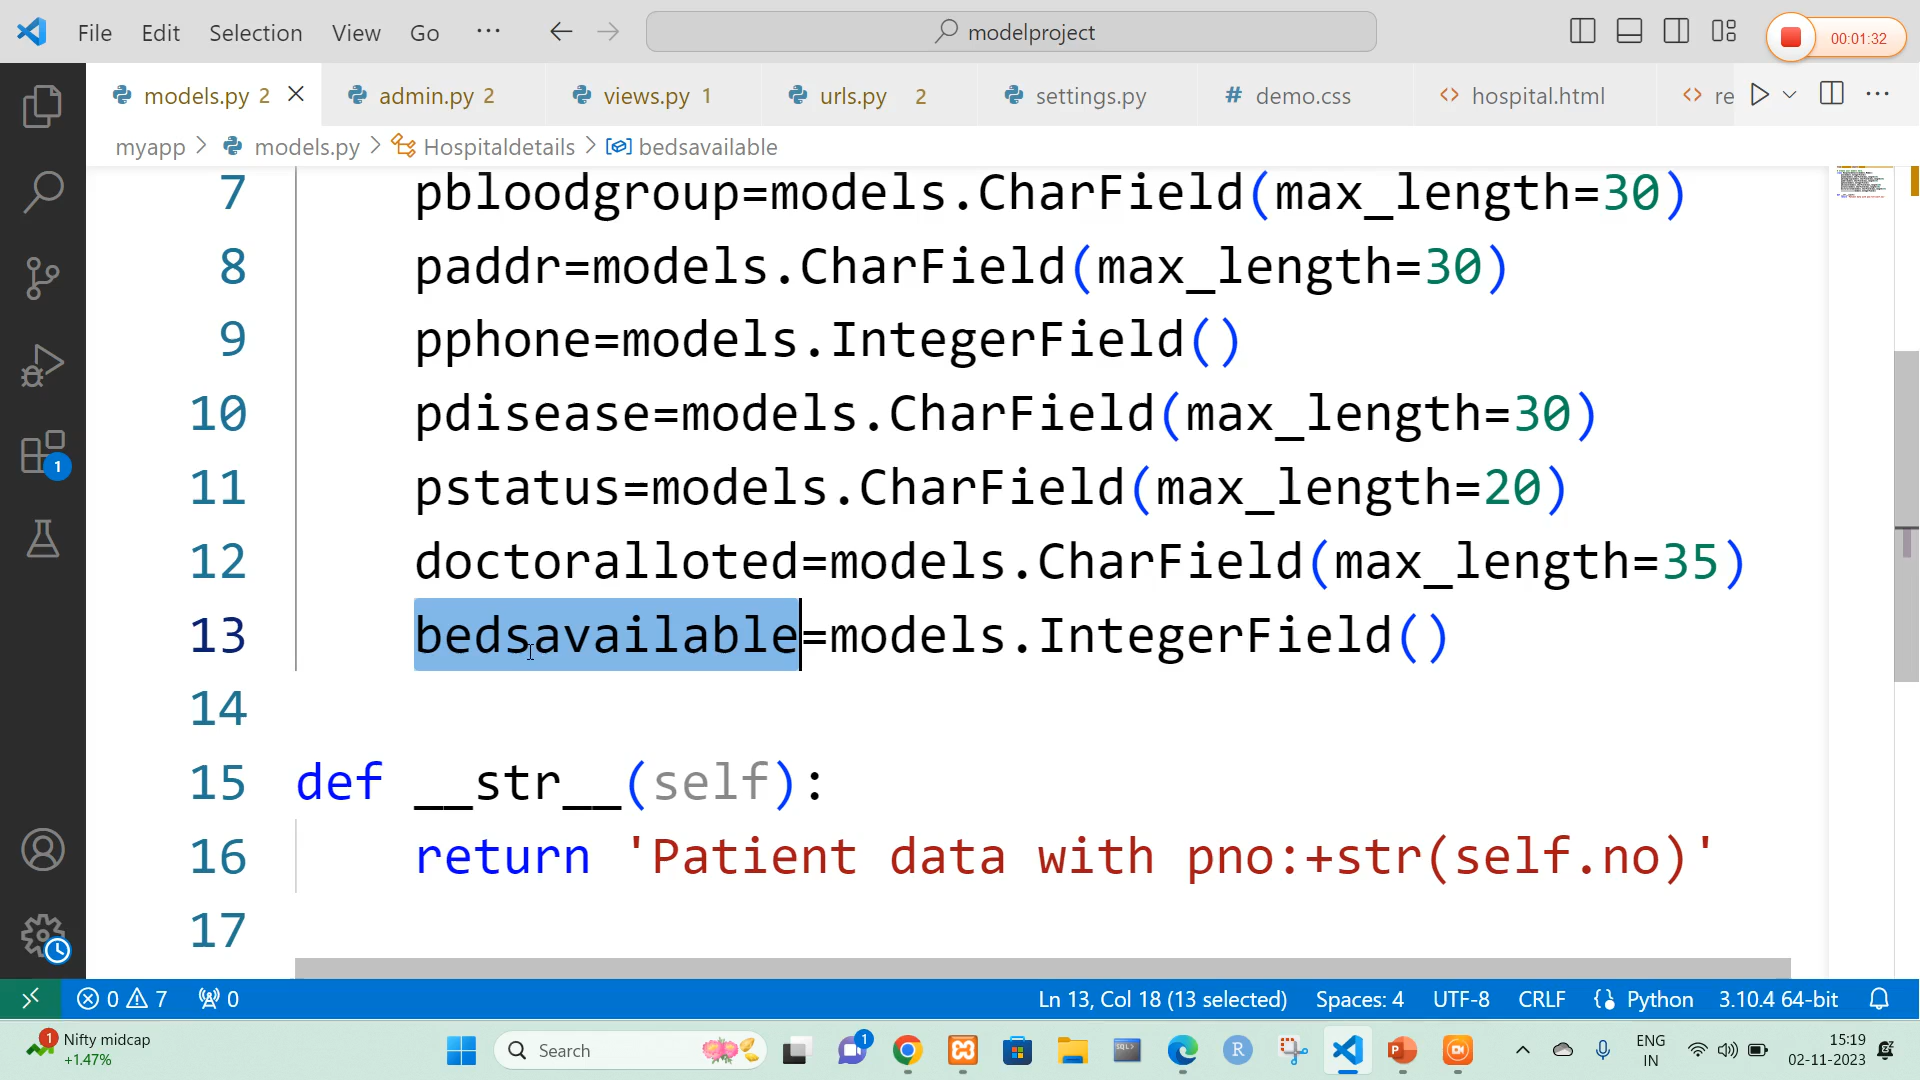 File Edit Selection View Go ··· modelproject 00:01:32
models.py 2 admin.py 2 views.py 1 urls.py 2 settings.py # demo.css <> hospital.html <> re ···
myapp > models.py > Hospitaldetails > bedsavailable
7 pbloodgroup=models.CharField(max_length=30)
8 paddr=models.CharField(max_length=30)
9 pphone=models.IntegerField()
10 pdisease=models.CharField(max_length=30)
11 pstatus=models.CharField(max_length=20)
12 doctoralloted=models.CharField(max_length=35)
13 bedsavailable=models.IntegerField()
14
15 def __str__(self):
16 return 'Patient data with pno:+str(self.no)'
17
1
0 7 0 Ln 13, Col 18 (13 selected) Spaces: 4 UTF-8 CRLF Python 3.10.4 64-bit
1 Nifty midcap
+1.47%
Search
1
SQL>
R
P
ENG
IN
15:19
02-11-2023